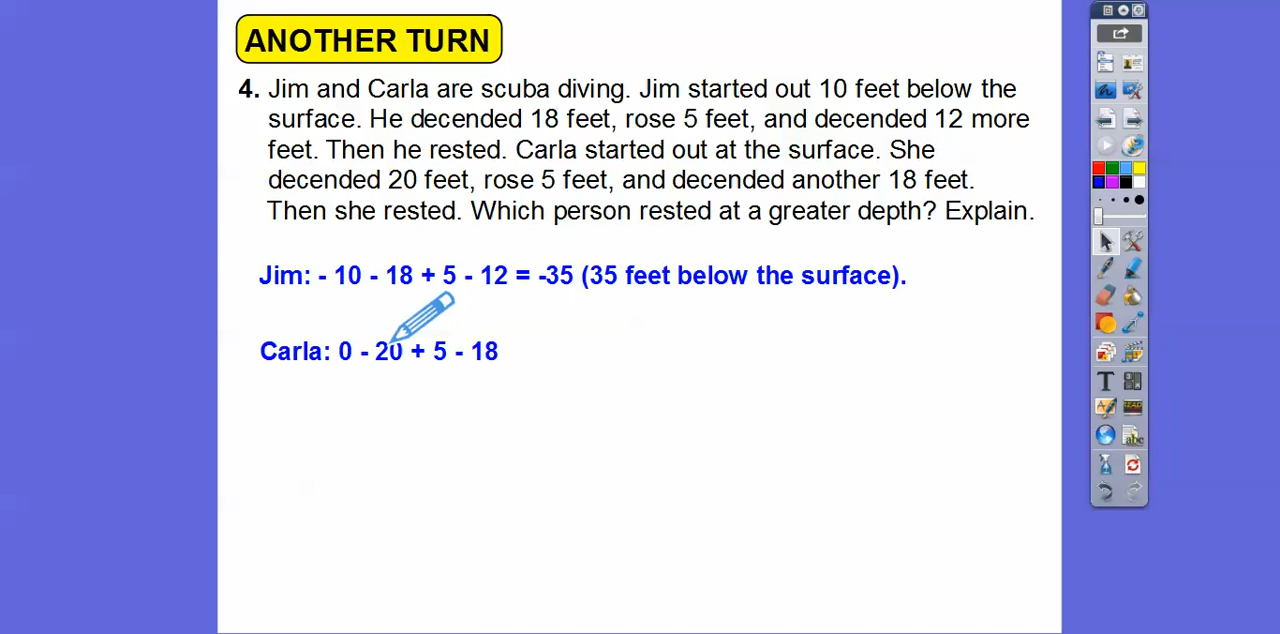 ANOTHER TURN
4. Jim and Carla are scuba diving. Jim started out 10 feet below the
surface. He decended 18 feet, rose 5 feet, and decended 12 more
feet. Then he rested. Carla started out at the surface. She
decended 20 feet, rose 5 feet, and decended another 18 feet.
Then she rested. Which person rested at a greater depth? Explain.
Jim: - 10 - 18 + 5 - 12 = -35 (35 feet below the surface).
Carla: 0 - 20 + 5 - 18